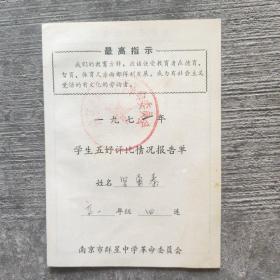 最高指示
我们的教育方针，应该使受教育者在德育、
智育、体育几方面都得到发展，成为有社会主义
觉悟的有文化的劳动者。
一九七 年
学生五好评比情况报告单
姓名
年级 四 连
南京市群星中学革命委员会